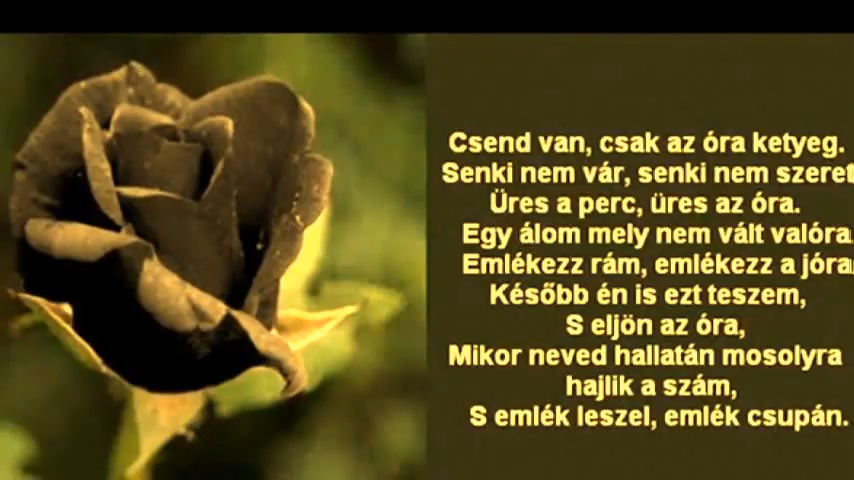 Csend van, csak az óra ketyeg.
Senki nem vár, senki nem szeret
Üres a perc, üres az óra.
Egy álom mely nem vált valóra
Emlékezz rám, emlékezz a jóra
Később én is ezt teszem,
S eljön az óra,
Mikor neved hallatán mosolyra
hajlik a szám,
S emlék leszel, emlék csupán.